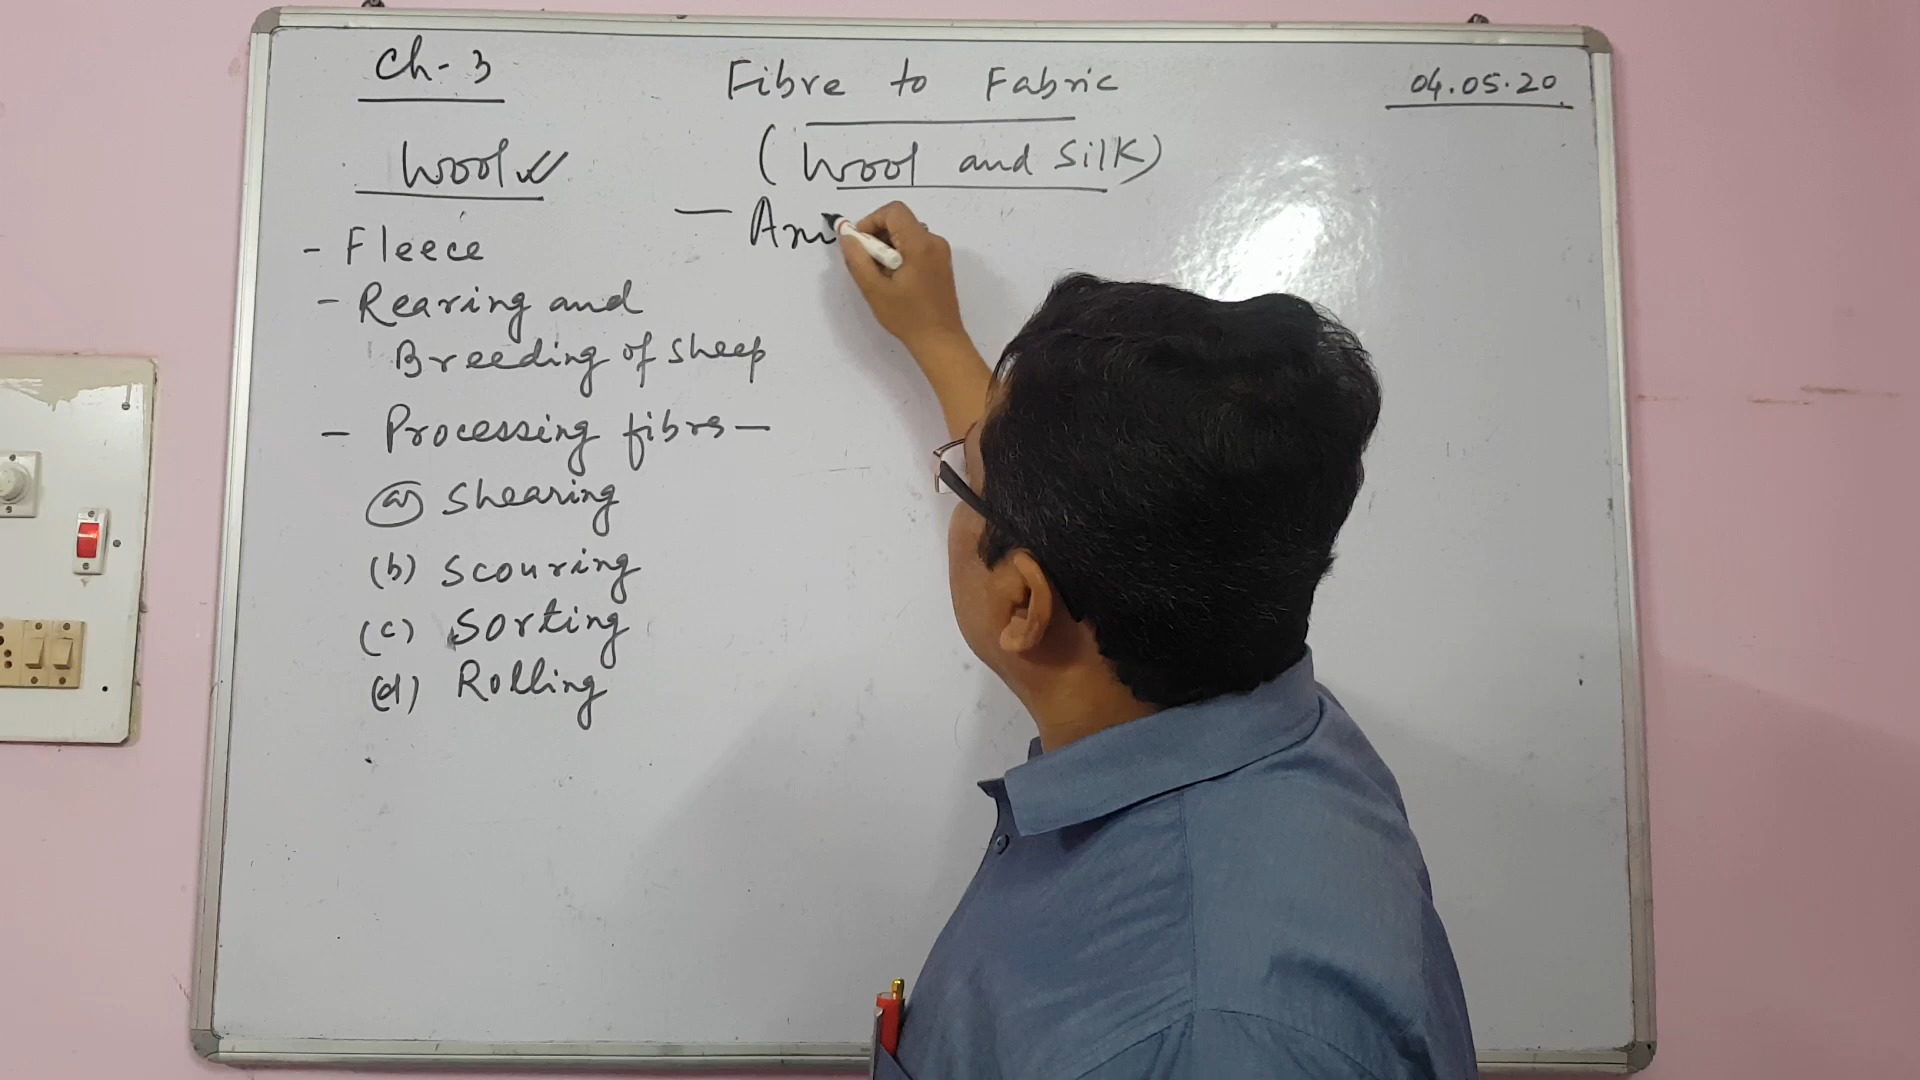 Ch-3
Fibre to Fabric
04.05.20
(Wool and Silk)
Wool
- Fleece
- Rearing and
Breeding of sheep
- Processing fibrs -
(a) Shearing
(b) Scouring
(c) Sorting
(d) Rolling
- Ani